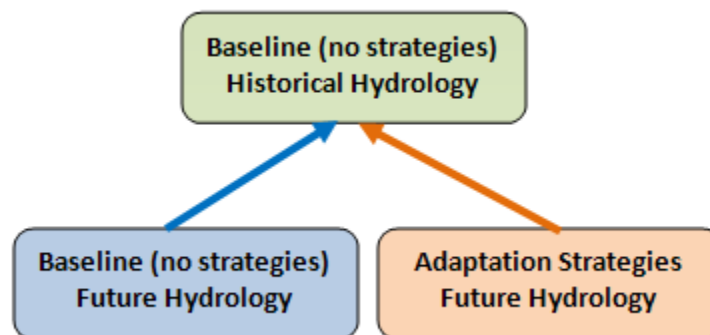 Baseline (no strategies)
Historical Hydrology
Baseline (no strategies)
Future Hydrology
Adaptation Strategies
Future Hydrology